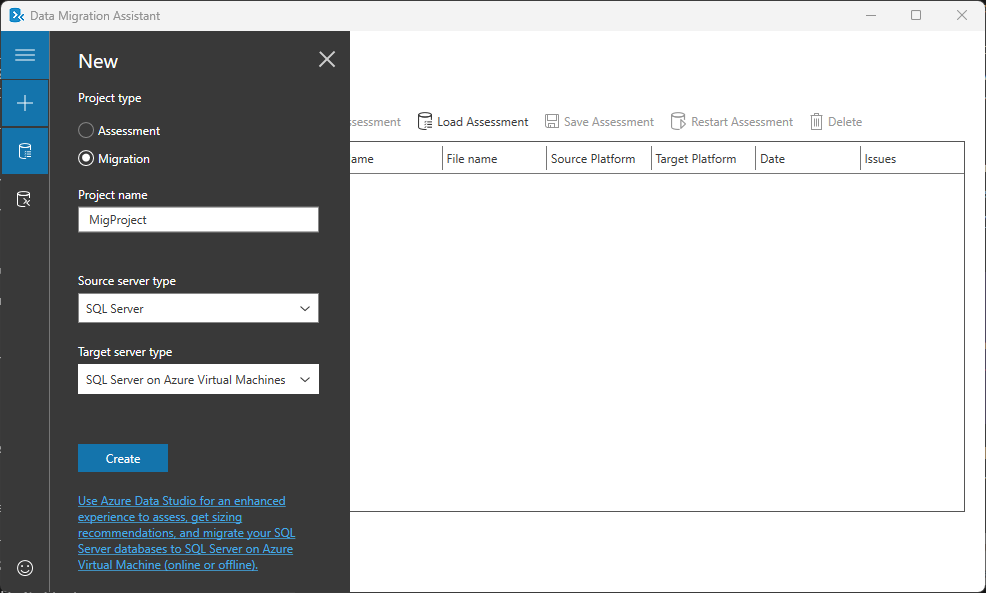 Data Migration Assistant
New
Project type
Assessment
Migration
Project name
MigProject
Source server type
SQL Server
Target server type
SQL Server on Azure Virtual Machines
Create
Use Azure Data Studio for an enhanced
experience to assess, get sizing
recommendations, and migrate your SQL
Server databases to SQL Server on Azure
Virtual Machine (online or offline).
ssessment Load Assessment Save Assessment Restart Assessment Delete
ame File name Source Platform Target Platform Date Issues